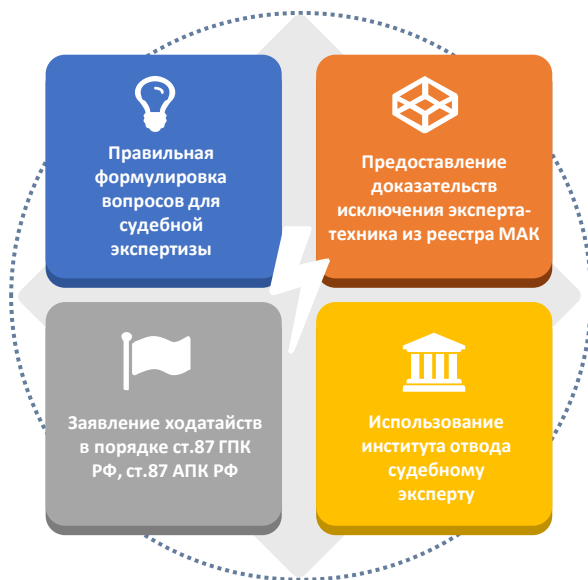 Правильная
формулировка
вопросов для
судебной
экспертизы
Предоставление
доказательств
исключения эксперта-
техника из реестра МАК
Заявление ходатайств
в порядке ст.87 ГПК
РФ, ст.87 АПК РФ
Использование
института отвода
судебному
эксперту